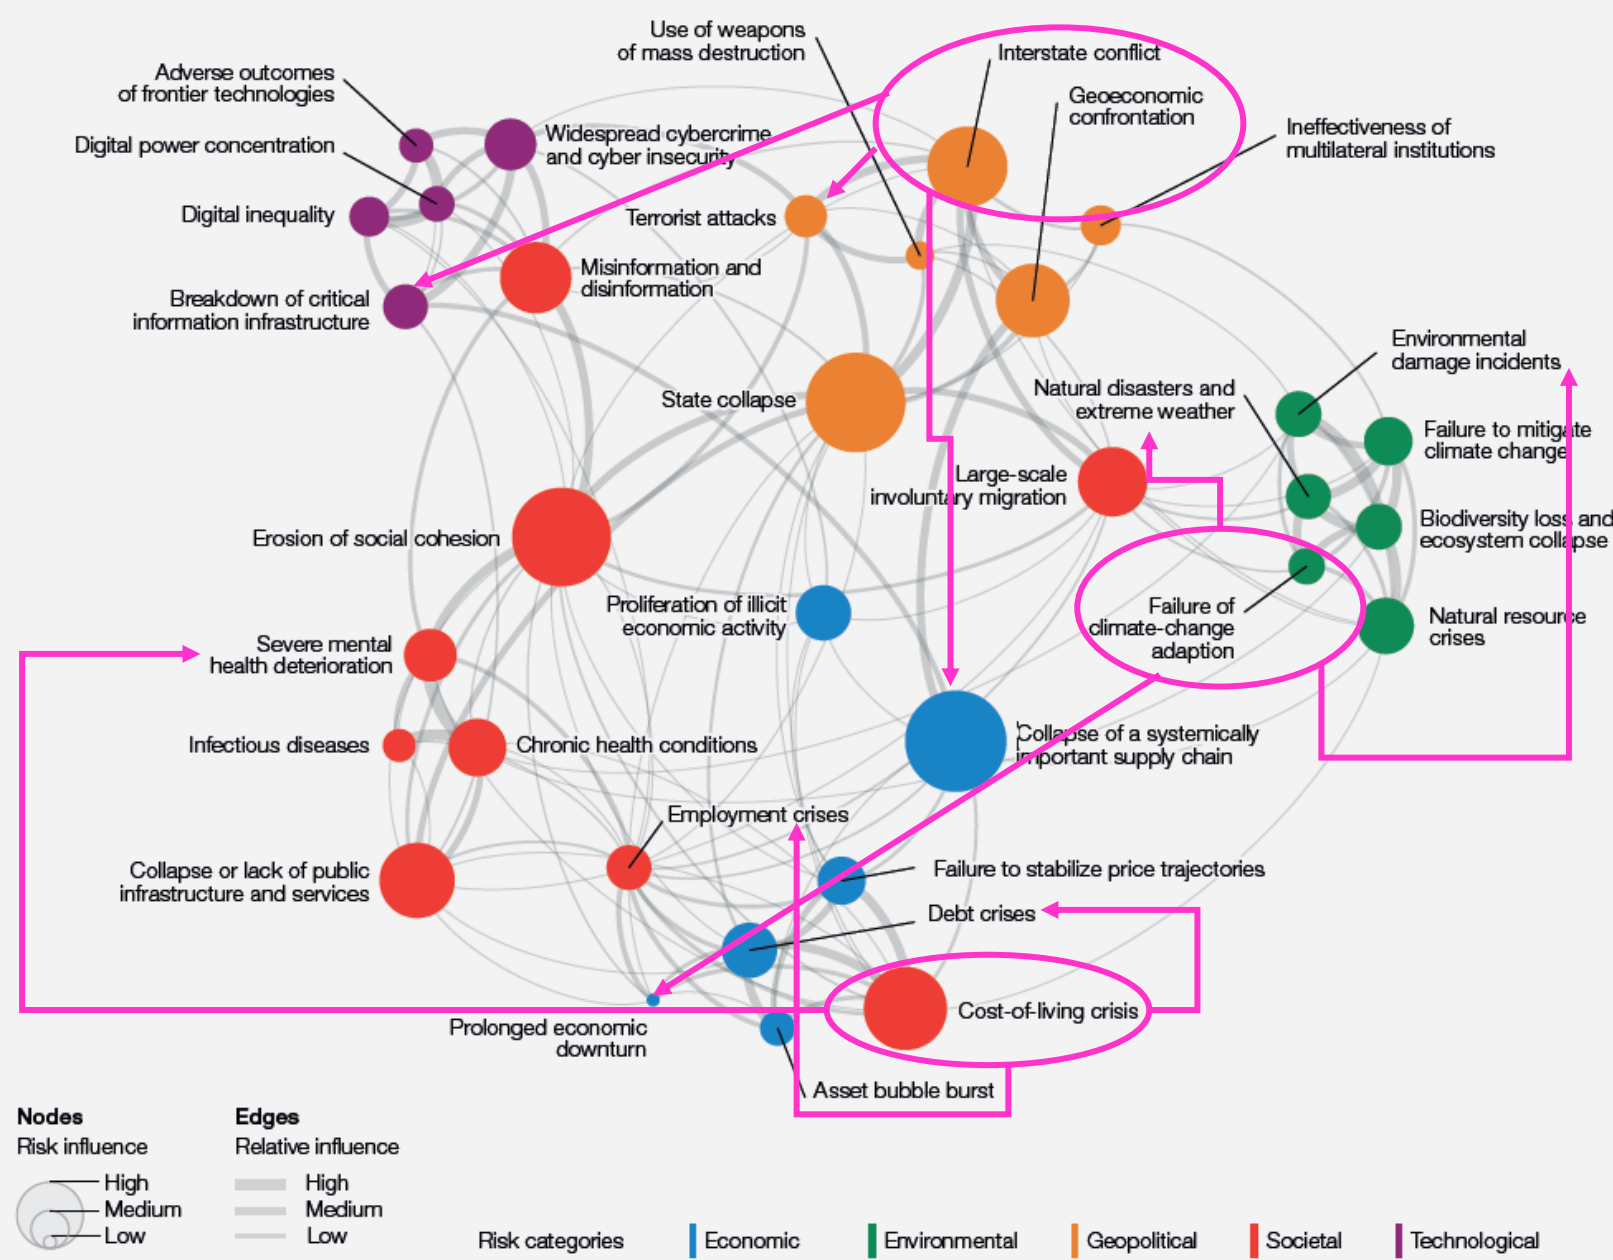 Use of weapons
of mass destruction
Interstate conflict
Adverse outcomes
of frontier technologies
Geoeconomic
confrontation
Ineffectiveness of
multilateral institutions
Digital power concentration
Widespread cybercrime
and cyber insecurity
Digital inequality
Terrorist attacks
Misinformation and
disinformation
Breakdown of critical
information infrastructure
Environmental
damage incidents
State collapse
Natural disasters and
extreme weather
Failure to mitigate
climate change
Large-scale
involuntary migration
Biodiversity loss and
ecosystem collapse
Erosion of social cohesion
Proliferation of illicit
economic activity
Failure of
climate-change
adaption
Natural resource
crises
Severe mental
health deterioration
Infectious diseases
Chronic health conditions
Collapse of a systemically
important supply chain
Employment crises
Collapse or lack of public
infrastructure and services
Failure to stabilize price trajectories
Debt crises
Cost-of-living crisis
Prolonged economic
downturn
Asset bubble burst
Nodes
Risk influence
High
Medium
Low
Edges
Relative influence
High
Medium
Low
Risk categories
Economic
Environmental
Geopolitical
Societal
Technological